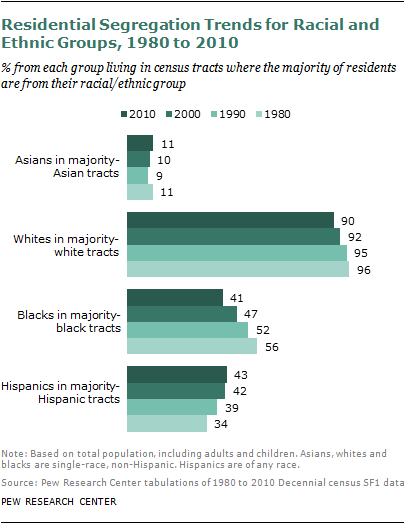 Residential Segregation Trends for Racial and
Ethnic Groups, 1980 to 2010
% from each group living in census tracts where the majority of residents
are from their racial/ethnic group
2010 2000 1990 1980
Asians in majority-
Asian tracts
11
10
9
11
Whites in majority-
white tracts
90
92
95
96
Blacks in majority-
black tracts
41
47
52
56
Hispanics in majority-
Hispanic tracts
43
42
39
34
Note: Based on total population, including adults and children. Asians, whites and
blacks are single-race, non-Hispanic. Hispanics are of any race.
Source: Pew Research Center tabulations of 1980 to 2010 Decennial census SF1 data
PEW RESEARCH CENTER